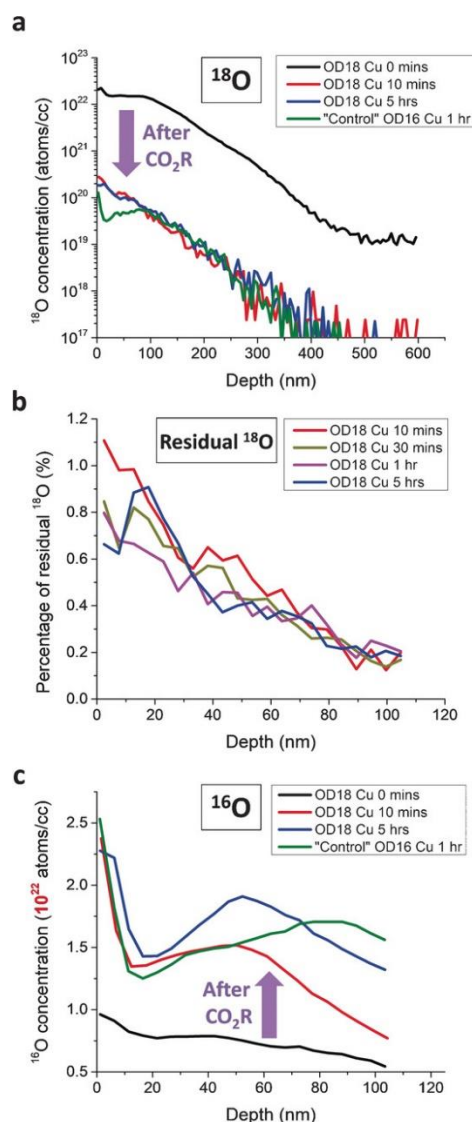 a
10²³
10²²
10²¹
10²⁰
10¹⁹
10¹⁸
10¹⁷
¹⁸O concentration (atoms/cc)
¹⁸O
OD18 Cu 0 mins
OD18 Cu 10 mins
OD18 Cu 5 hrs
"Control" OD16 Cu 1 hr
After
CO₂R
0 100 200 300 400 500 600
Depth (nm)
b
1.2
1.0
0.8
0.6
0.4
0.2
0.0
Percentage of residual ¹⁸O (%)
Residual ¹⁸O
OD18 Cu 10 mins
OD18 Cu 30 mins
OD18 Cu 1 hr
OD18 Cu 5 hrs
0 20 40 60 80 100 120
Depth (nm)
c
2.5
2.0
1.5
1.0
0.5
¹⁶O concentration (10²² atoms/cc)
¹⁶O
OD18 Cu 0 mins
OD18 Cu 10 mins
OD18 Cu 5 hrs
"Control" OD16 Cu 1 hr
After
CO₂R
0 20 40 60 80 100 120
Depth (nm)